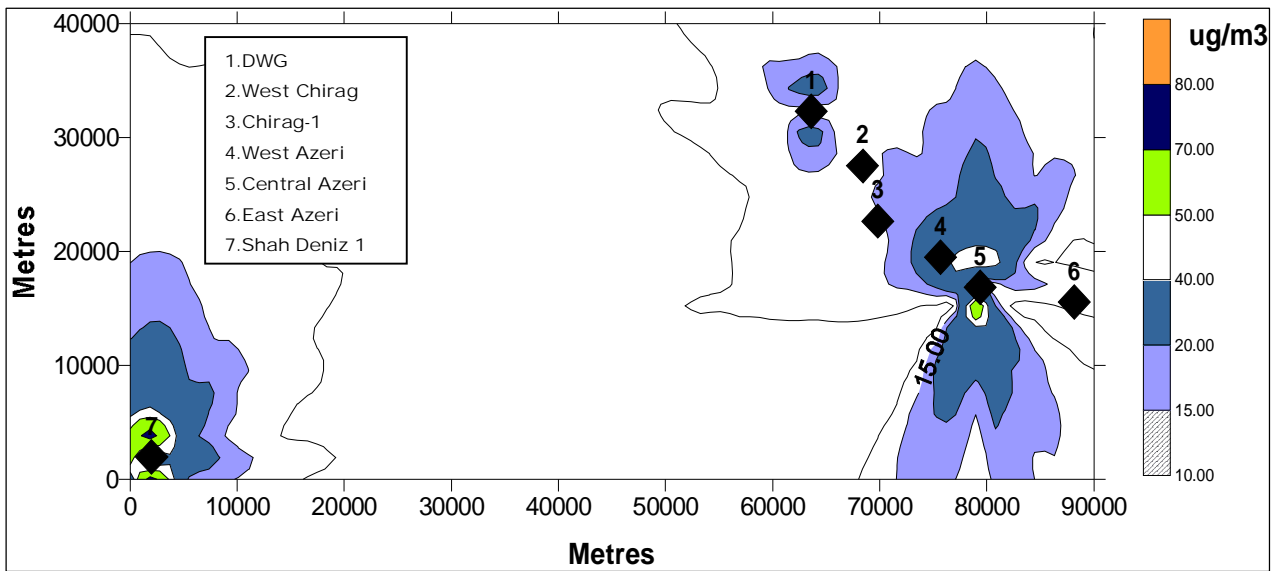 ug/m3
40000
30000
20000
10000
0
Metres
1.DWG
2.West Chirag
3.Chirag-1
4.West Azeri
5.Central Azeri
6.East Azeri
7.Shah Deniz 1
1
2
3
4
5
6
7
15.00
80.00
70.00
50.00
40.00
20.00
15.00
10.00
0 10000 20000 30000 40000 50000 60000 70000 80000 90000
Metres